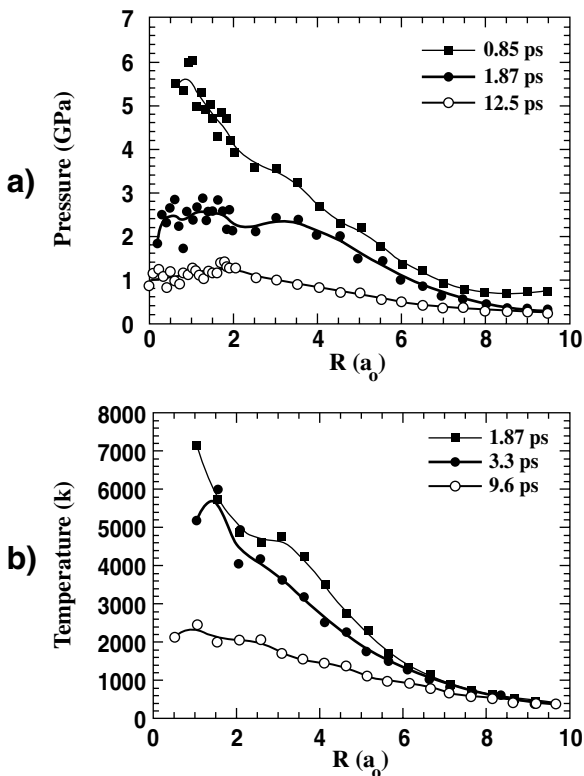 a)
Pressure (GPa)
7
6
5
4
3
2
1
0
0.85 ps
1.87 ps
12.5 ps
0 2 4 6 8 10
R (a_o)
b)
Temperature (k)
8000
7000
6000
5000
4000
3000
2000
1000
0
1.87 ps
3.3 ps
9.6 ps
0 2 4 6 8 10
R (a_o)